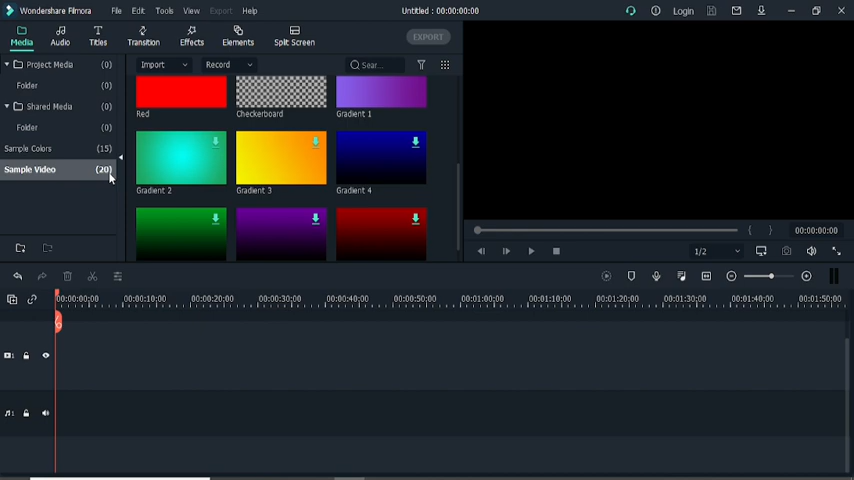 Wondershare Filmora File Edit Tools View Export Help Untitled : 00:00:00:00 Login
Media Audio Titles Transition Effects Elements Split Screen EXPORT
Project Media (0)
Folder (0)
Shared Media (0)
Folder (0)
Sample Colors (15)
Sample Video (20)
Import Record Sear...
Red Checkerboard Gradient 1
Gradient 2 Gradient 3 Gradient 4
{ } 00:00:00:00
1/2
00:00:00:00 00:00:10:00 00:00:20:00 00:00:30:00 00:00:40:00 00:00:50:00 00:01:00:00 00:01:10:00 00:01:20:00 00:01:30:00 00:01:40:00 00:01:50:00
1
1